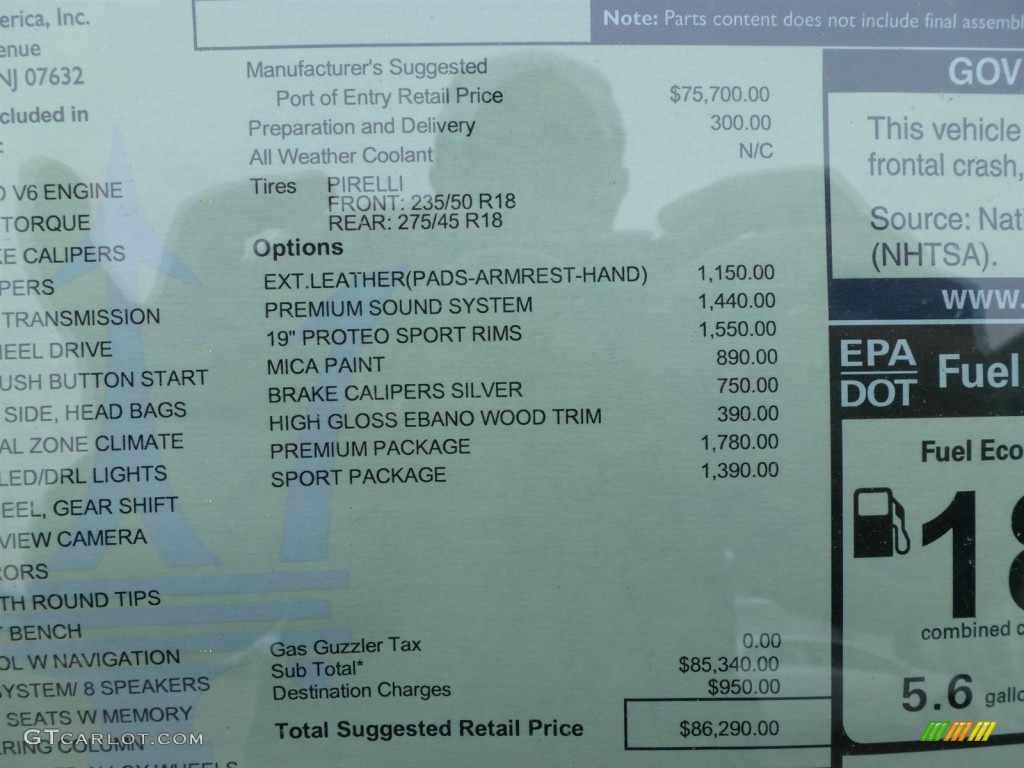 erica, Inc.
enue
NJ 07632
cluded in
:
V6 ENGINE
TORQUE
KE CALIPERS
PERS
TRANSMISSION
HEEL DRIVE
USH BUTTON START
SIDE, HEAD BAGS
AL ZONE CLIMATE
LED/DRL LIGHTS
EEL, GEAR SHIFT
VIEW CAMERA
RORS
TH ROUND TIPS
T BENCH
OL W NAVIGATION
SYSTEM/ 8 SPEAKERS
SEATS W MEMORY
ERING COLUMN
ALLOY WHEELS
Note: Parts content does not include final assembl
Manufacturer's Suggested
Port of Entry Retail Price $75,700.00
Preparation and Delivery 300.00
All Weather Coolant N/C
Tires PIRELLI
FRONT: 235/50 R18
REAR: 275/45 R18
Options
EXT.LEATHER(PADS-ARMREST-HAND) 1,150.00
PREMIUM SOUND SYSTEM 1,440.00
19" PROTEO SPORT RIMS 1,550.00
MICA PAINT 890.00
BRAKE CALIPERS SILVER 750.00
HIGH GLOSS EBANO WOOD TRIM 390.00
PREMIUM PACKAGE 1,780.00
SPORT PACKAGE 1,390.00
Gas Guzzler Tax 0.00
Sub Total* $85,340.00
Destination Charges $950.00
Total Suggested Retail Price $86,290.00
GOV
This vehicle
frontal crash,
Source: Nat
(NHTSA).
www.
EPA
DOT Fuel
Fuel Eco
18
combined c
5.6 gallo
GTcarlot.com